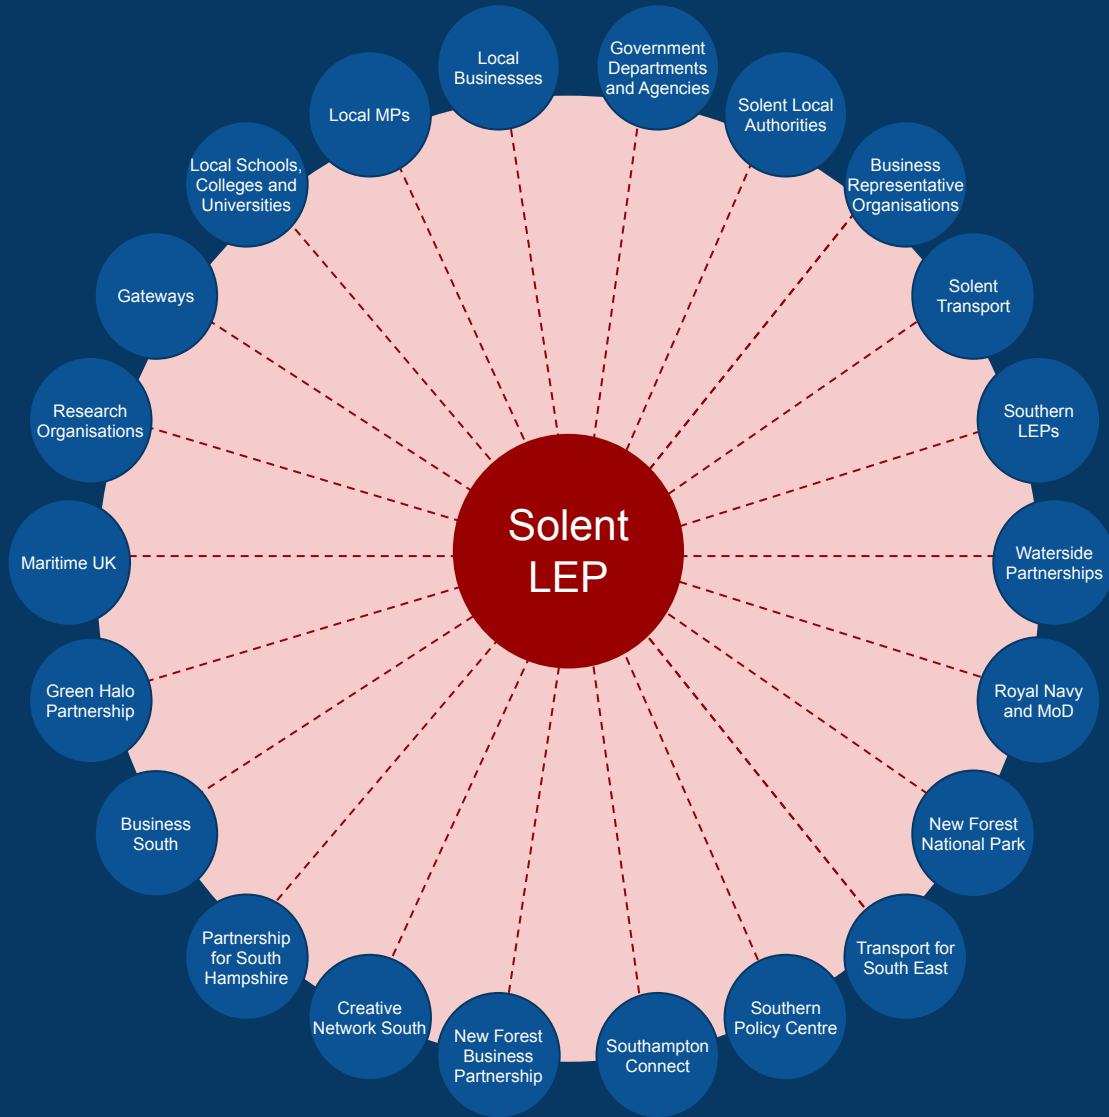 Local
Businesses
Government
Departments
and Agencies
Solent Local
Authorities
Business
Representative
Organisations
Solent
Transport
Southern
LEPs
Waterside
Partnerships
Royal Navy
and MoD
New Forest
National Park
Transport for
South East
Southern
Policy Centre
Southampton
Connect
New Forest
Business
Partnership
Creative
Network South
Partnership
for South
Hampshire
Business
South
Green Halo
Partnership
Maritime UK
Research
Organisations
Gateways
Local Schools,
Colleges and
Universities
Local MPs
Solent
LEP